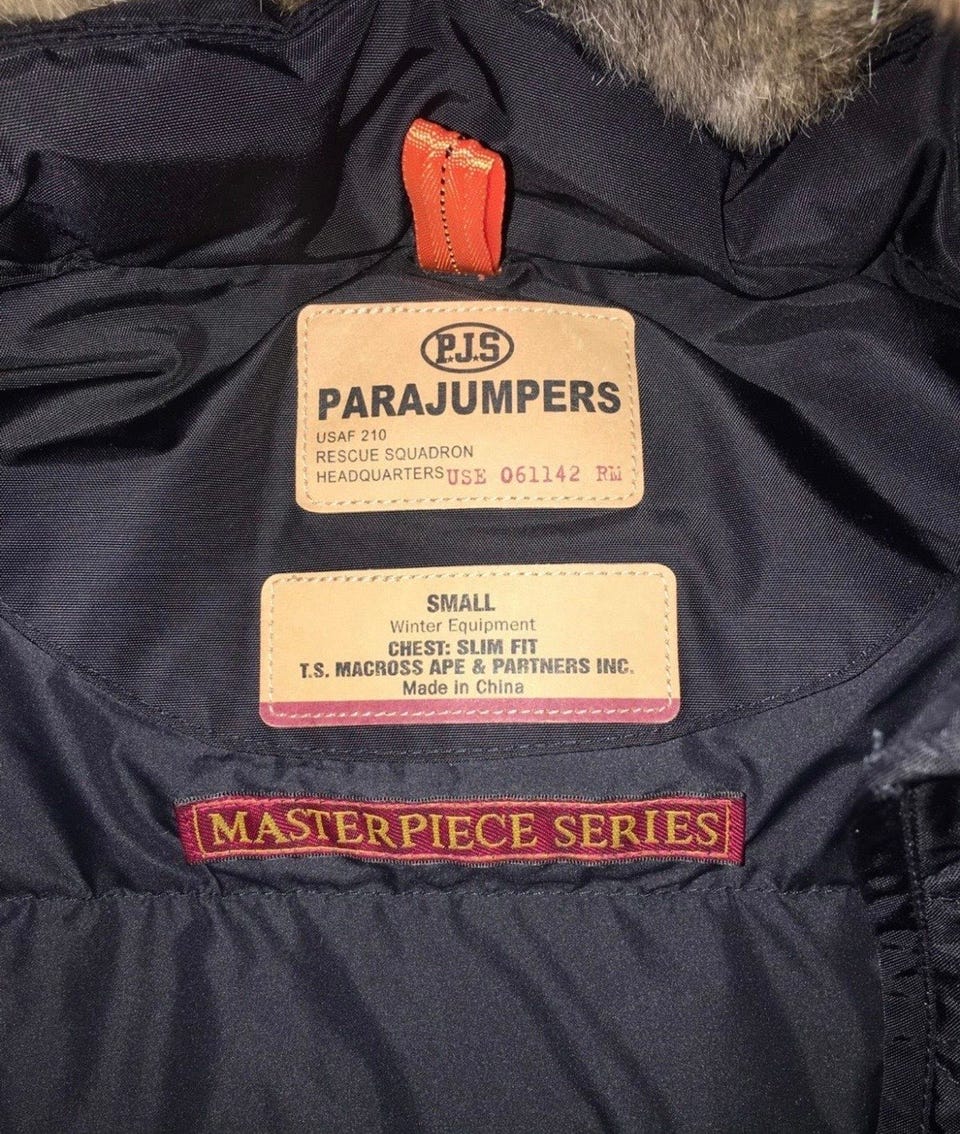 P.J.S
PARAJUMPERS
USAF 210
RESCUE SQUADRON
HEADQUARTERS USE 061142 RM
SMALL
Winter Equipment
CHEST: SLIM FIT
T.S. MACROSS APE & PARTNERS INC.
Made in China
MASTERPIECE SERIES